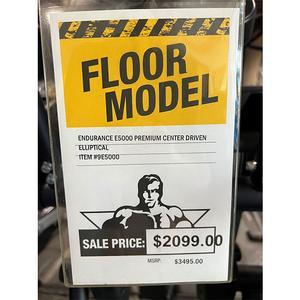 FLOOR
MODEL
ENDURANCE E5000 PREMIUM CENTER DRIVEN
ELLIPTICAL
ITEM #9E5000
SALE PRICE: $2099.00
MSRP: $3495.00